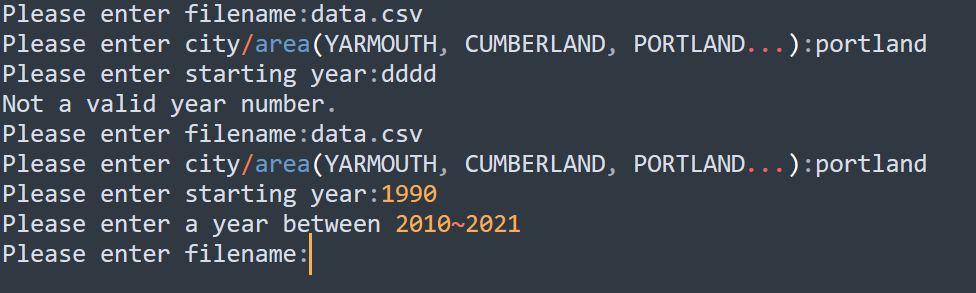 Please enter filename:data.csv
Please enter city/area(YARMOUTH, CUMBERLAND, PORTLAND...):portland
Please enter starting year:dddd
Not a valid year number.
Please enter filename:data.csv
Please enter city/area(YARMOUTH, CUMBERLAND, PORTLAND...):portland
Please enter starting year:1990
Please enter a year between 2010~2021
Please enter filename: